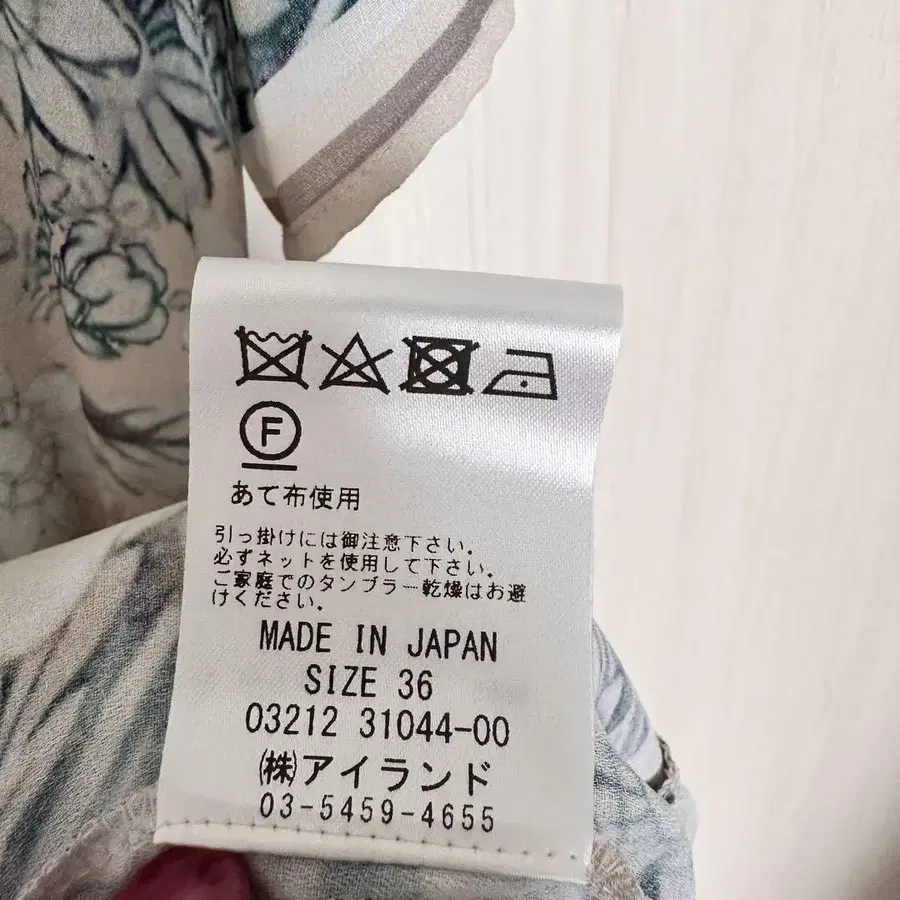 F
あて布使用
引っ掛けには御注意下さい。
必ずネットを使用して下さい。
ご家庭でのタンブラー乾燥はお避
けください。
MADE IN JAPAN
SIZE 36
03212 31044-00
㈱アイランド
03-5459-4655